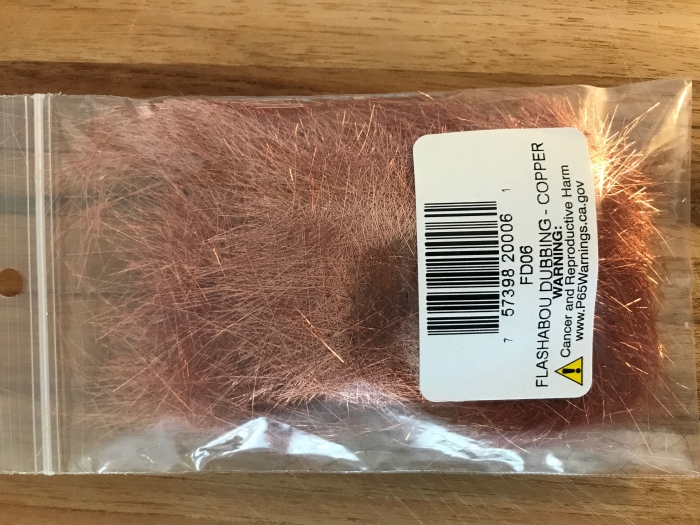 7 57398 20006 1
FD06
FLASHABOU DUBBING - COPPER
WARNING:
Cancer and Reproductive Harm
www.P65Warnings.ca.gov